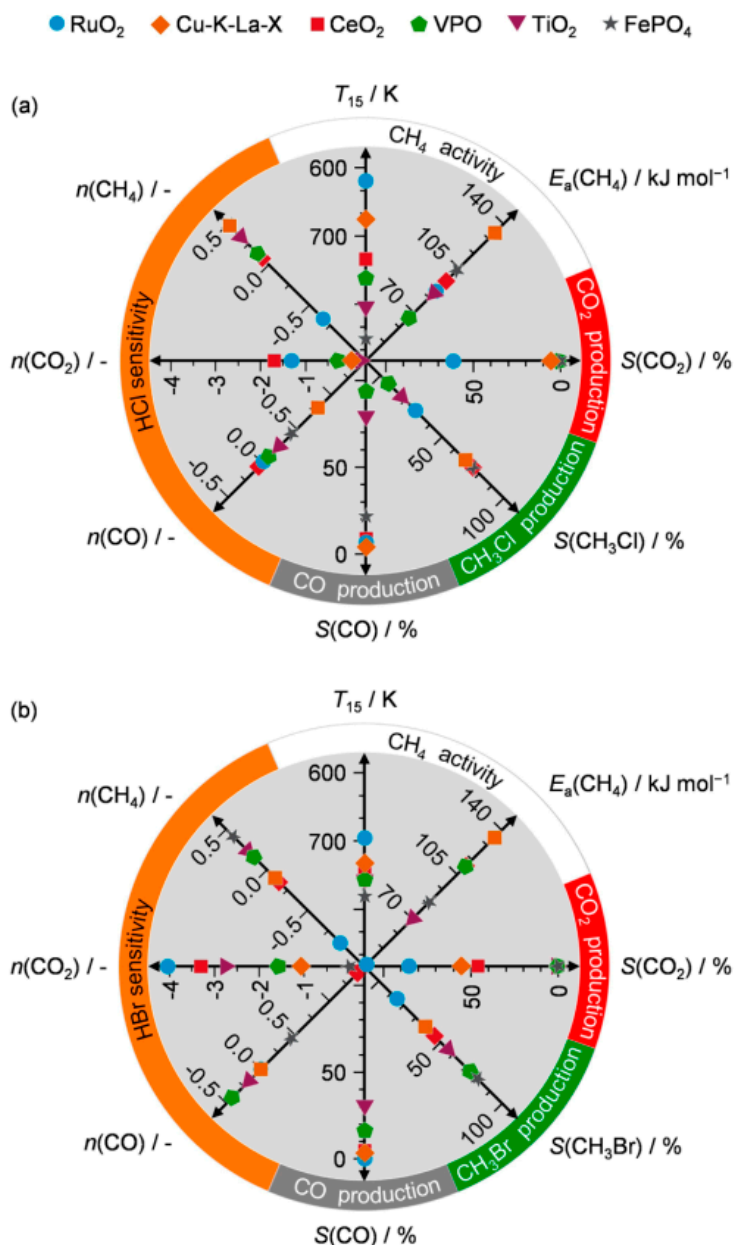 RuO₂ Cu-K-La-X CeO₂ VPO TiO₂ FePO₄
(a)
T₁₅ / K
CH₄ activity
n(CH₄) / -
Eₐ(CH₄) / kJ mol⁻¹
600
140
0.5
700
105
0.0
70
-0.5
CO₂ production
HCl sensitivity
n(CO₂) / -
-4 -3 -2 -1
50 0
S(CO₂) / %
-0.5
0.0
50
50
-0.5
100
CH₃Cl production
n(CO) / -
0
S(CH₃Cl) / %
CO production
S(CO) / %
(b)
T₁₅ / K
CH₄ activity
n(CH₄) / -
Eₐ(CH₄) / kJ mol⁻¹
600
140
0.5
700
105
0.0
70
-0.5
CO₂ production
HBr sensitivity
n(CO₂) / -
-4 -3 -2 -1
50 0
S(CO₂) / %
0.5
0.0
50
50
-0.5
100
CH₃Br production
n(CO) / -
0
S(CH₃Br) / %
CO production
S(CO) / %